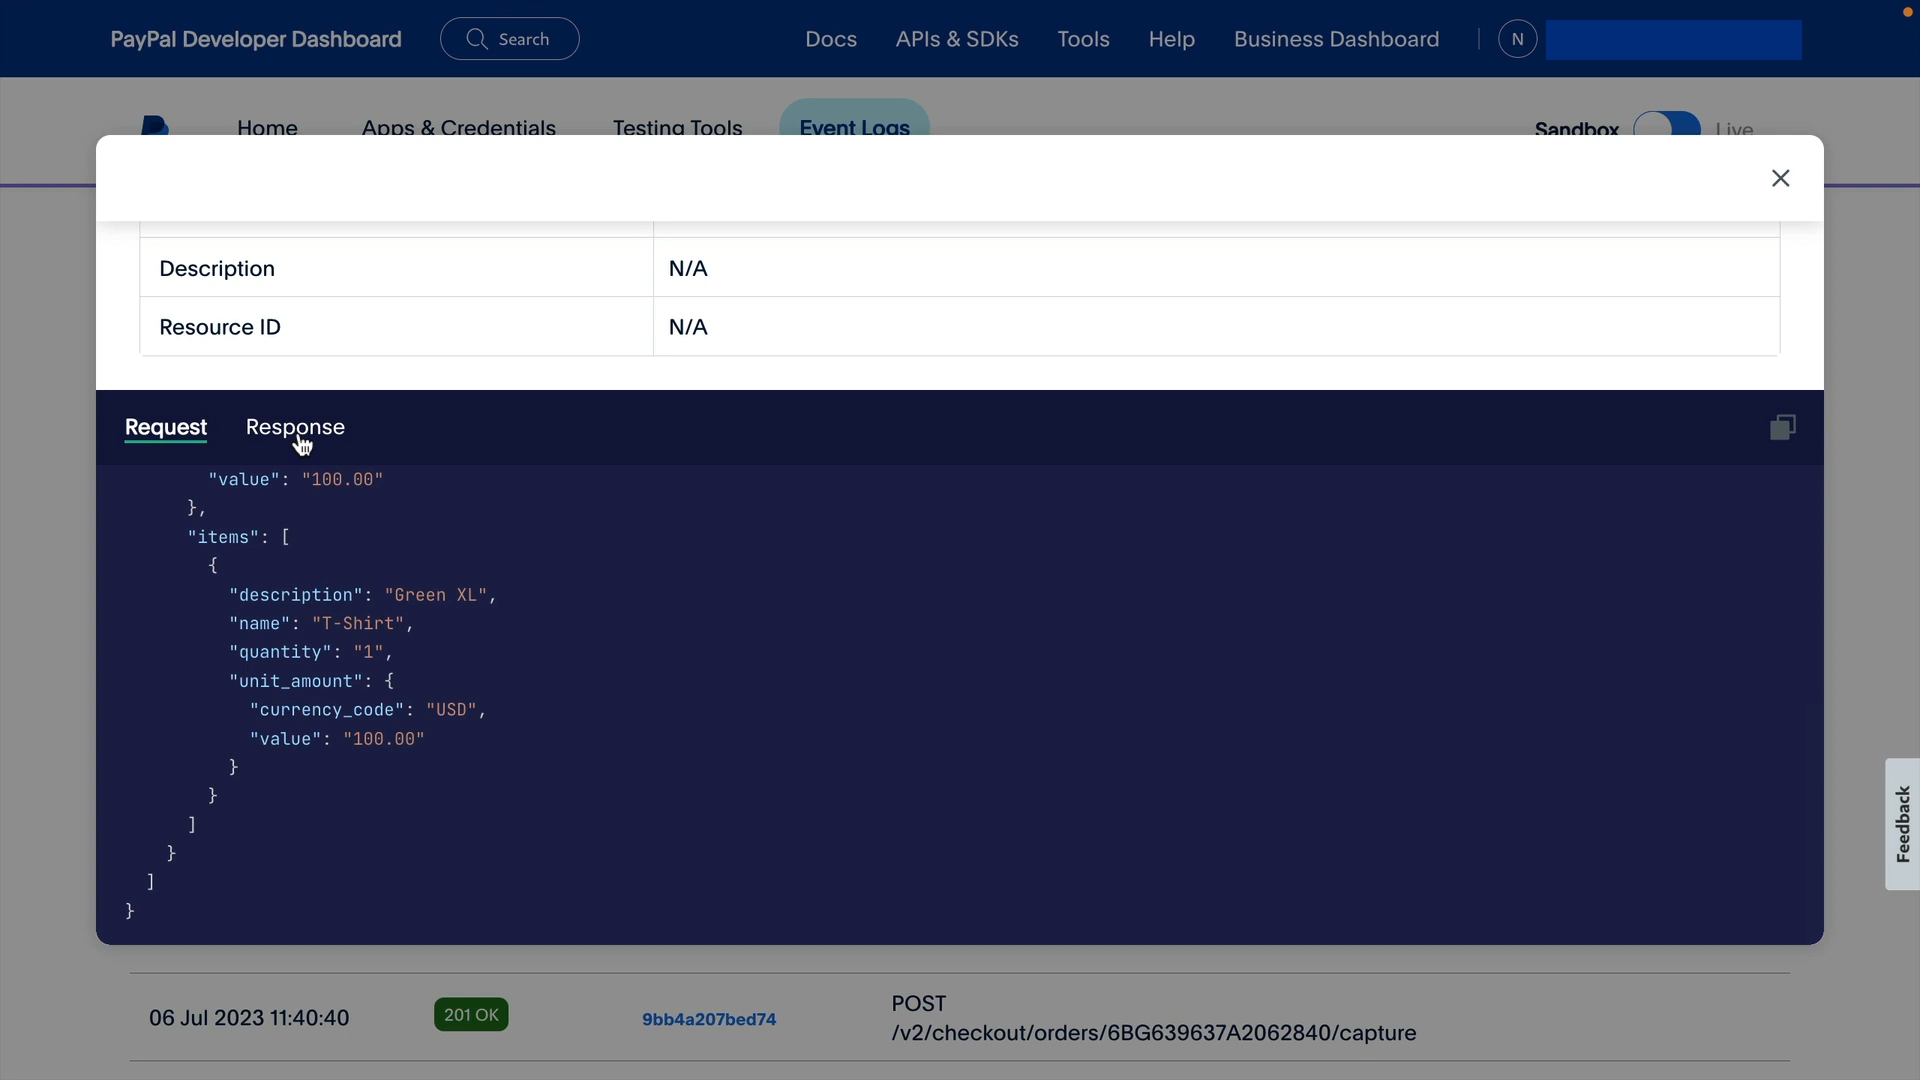 PayPal Developer Dashboard Search Docs APIs & SDKs Tools Help Business Dashboard N
Home Apps & Credentials Testing Tools Event Logs Sandbox Live
Description N/A
Resource ID N/A
Request Response
"value": "100.00"
},
"items": [
{
"description": "Green XL",
"name": "T-Shirt",
"quantity": "1",
"unit_amount": {
"currency_code": "USD",
"value": "100.00"
}
}
]
}
]
}
Feedback
06 Jul 2023 11:40:40 201 OK 9bb4a207bed74 POST
/v2/checkout/orders/6BG639637A2062840/capture